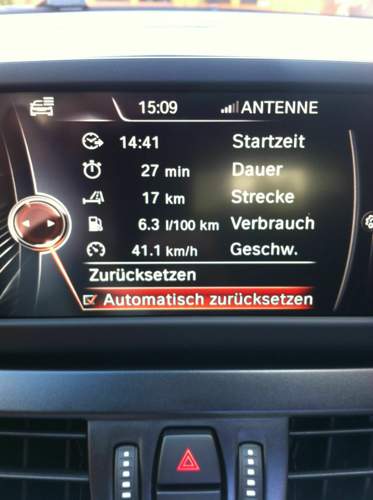 15:09 ANTENNE
14:41 Startzeit
27 min Dauer
17 km Strecke
6.3 l/100 km Verbrauch
41.1 km/h Geschw.
Zurücksetzen
Automatisch zurücksetzen